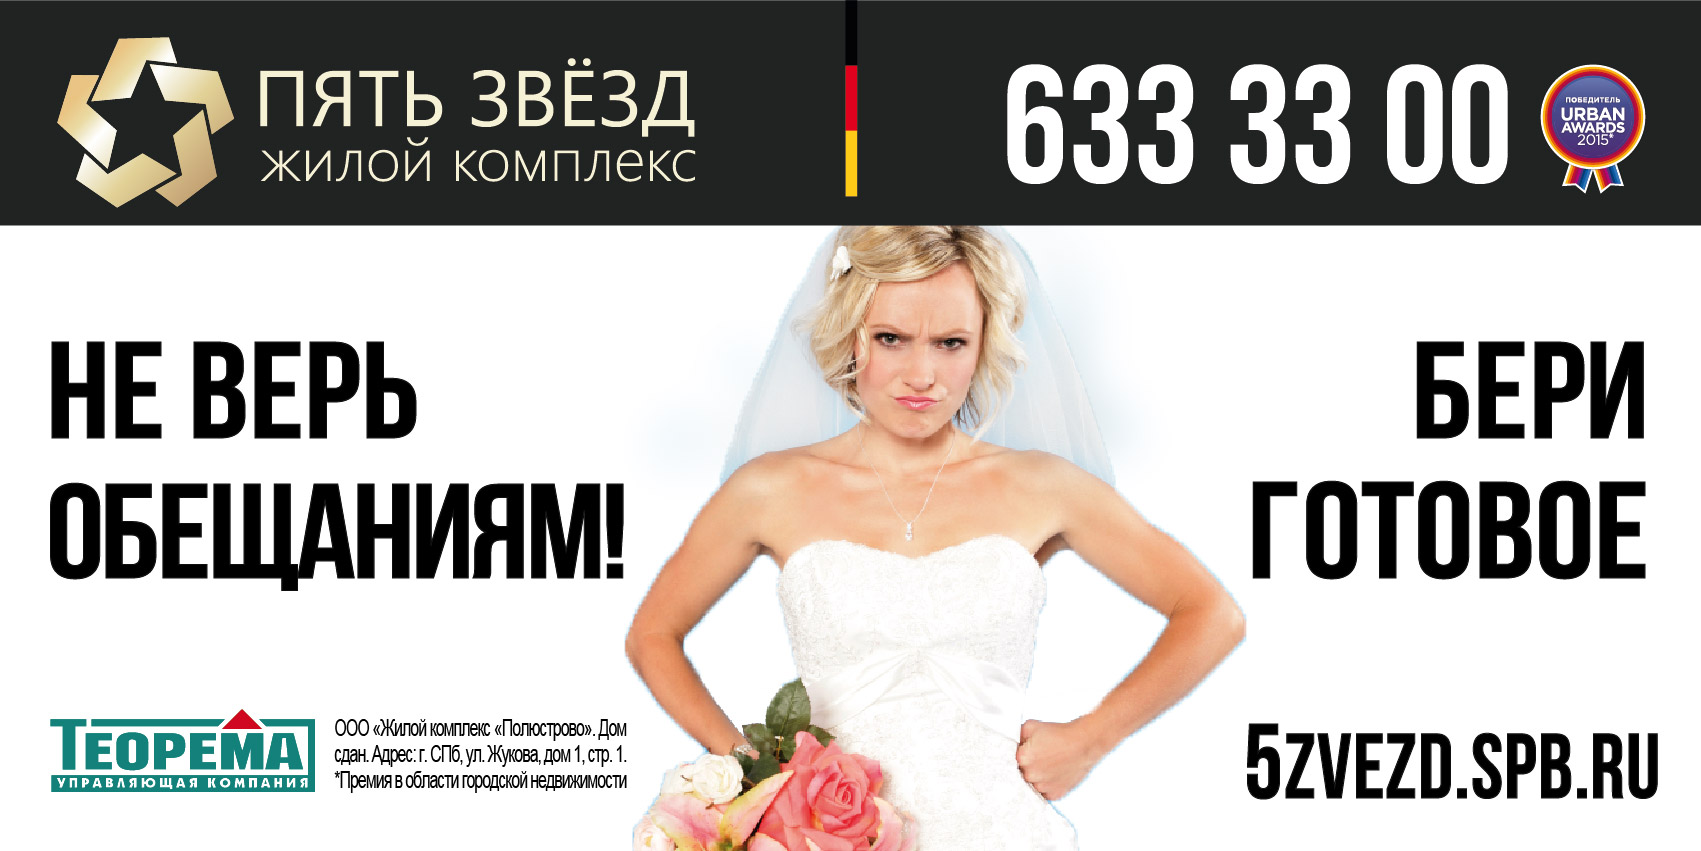 ПЯТЬ ЗВЁЗД
ЖИЛОЙ КОМПЛЕКС
633 33 00
ПОБЕДИТЕЛЬ
URBAN
AWARDS
2015*
НЕ ВЕРЬ
ОБЕЩАНИЯМ!
БЕРИ
ГОТОВОЕ
ТЕОРЕМА
УПРАВЛЯЮЩАЯ КОМПАНИЯ
ООО «Жилой комплекс «Полюстрово». Дом
сдан. Адрес: г. СПб, ул. Жукова, дом 1, стр. 1.
*Премия в области городской недвижимости
5ZVEZD.SPB.RU